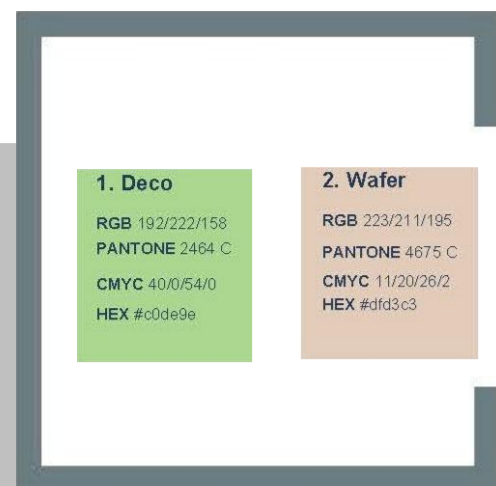 1. Deco
RGB 192/222/158
PANTONE 2464 C
CMYC 40/0/54/0
HEX #c0de9e
2. Wafer
RGB 223/211/195
PANTONE 4675 C
CMYC 11/20/26/2
HEX #dfd3c3